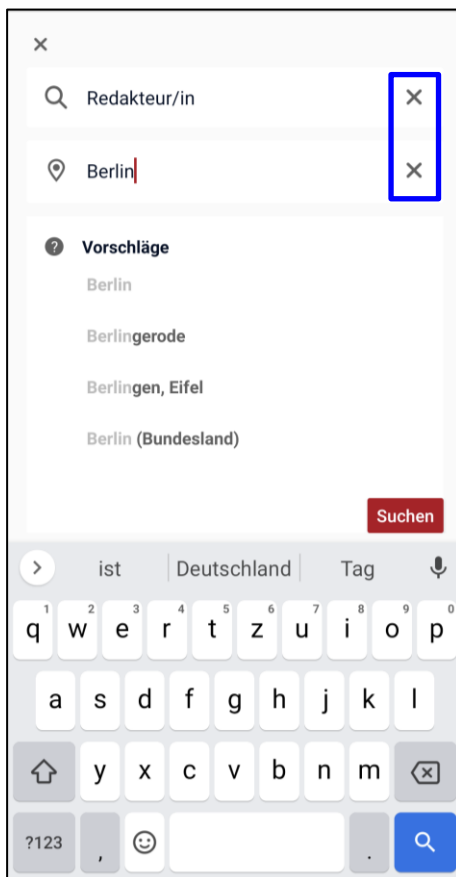 Redakteur/in
Berlin
Vorschläge
Berlin
Berlingerode
Berlingen, Eifel
Berlin (Bundesland)
Suchen
ist Deutschland Tag
1 2 3 4 5 6 7 8 9 0
q w e r t z u i o p
a s d f g h j k l
y x c v b n m
?123 , .